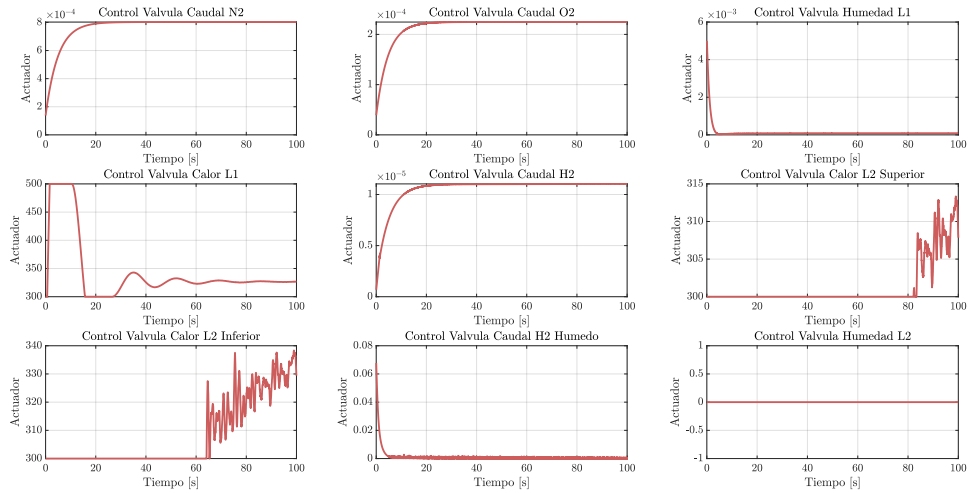 Control Valvula Caudal N2
×10⁻⁴
8
6
4
2
0
0 20 40 60 80 100
Actuador
Tiempo [s]
Control Valvula Caudal O2
×10⁻⁴
2
1
0
0 20 40 60 80 100
Actuador
Tiempo [s]
Control Valvula Humedad L1
×10⁻³
6
4
2
0
0 20 40 60 80 100
Actuador
Tiempo [s]
Control Valvula Calor L1
500
450
400
350
300
0 20 40 60 80 100
Actuador
Tiempo [s]
Control Valvula Caudal H2
×10⁻⁵
1
0.5
0
0 20 40 60 80 100
Actuador
Tiempo [s]
Control Valvula Calor L2 Superior
315
310
305
300
0 20 40 60 80 100
Actuador
Tiempo [s]
Control Valvula Calor L2 Inferior
340
330
320
310
300
0 20 40 60 80 100
Actuador
Tiempo [s]
Control Valvula Caudal H2 Humedo
0.08
0.06
0.04
0.02
0
0 20 40 60 80 100
Actuador
Tiempo [s]
Control Valvula Humedad L2
1
0.5
0
-0.5
-1
0 20 40 60 80 100
Actuador
Tiempo [s]